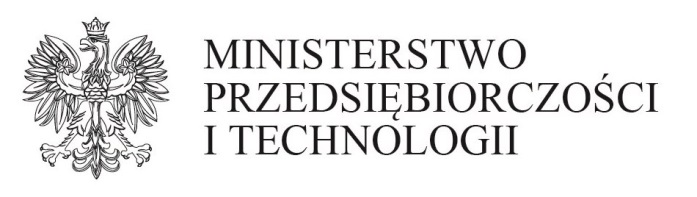 MINISTERSTWO
PRZEDSIĘBIORCZOŚCI
I TECHNOLOGII